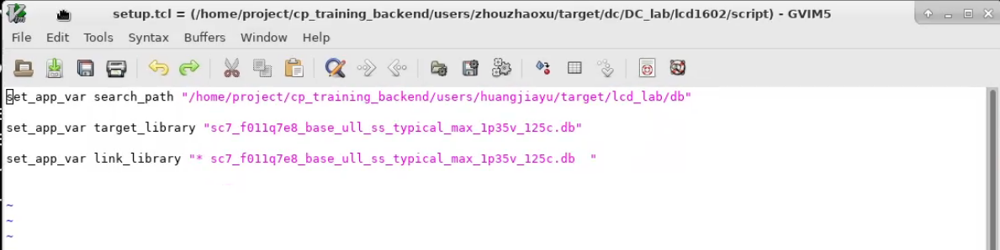 setup.tcl = (/home/project/cp_training_backend/users/zhouzhaoxu/target/dc/DC_lab/lcd1602/script) - GVIM5
File Edit Tools Syntax Buffers Window Help
set_app_var search_path "/home/project/cp_training_backend/users/huangjiayu/target/lcd_lab/db"
set_app_var target_library "sc7_f011q7e8_base_ull_ss_typical_max_1p35v_125c.db"
set_app_var link_library "* sc7_f011q7e8_base_ull_ss_typical_max_1p35v_125c.db  "
~
~
~